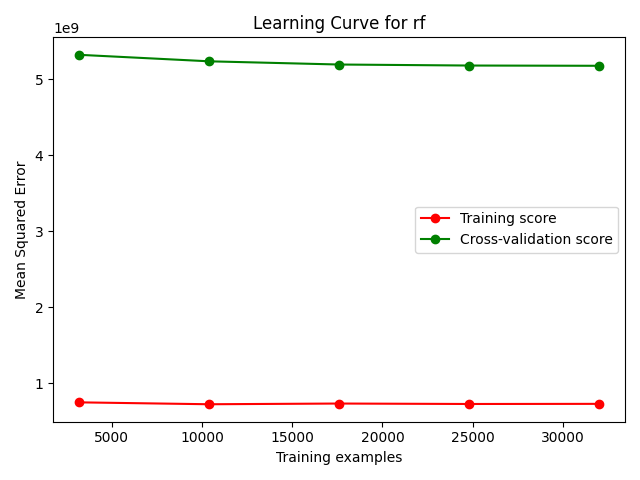 Learning Curve for rf
1e9
5
4
3
2
1
Mean Squared Error
Training score
Cross-validation score
5000 10000 15000 20000 25000 30000
Training examples